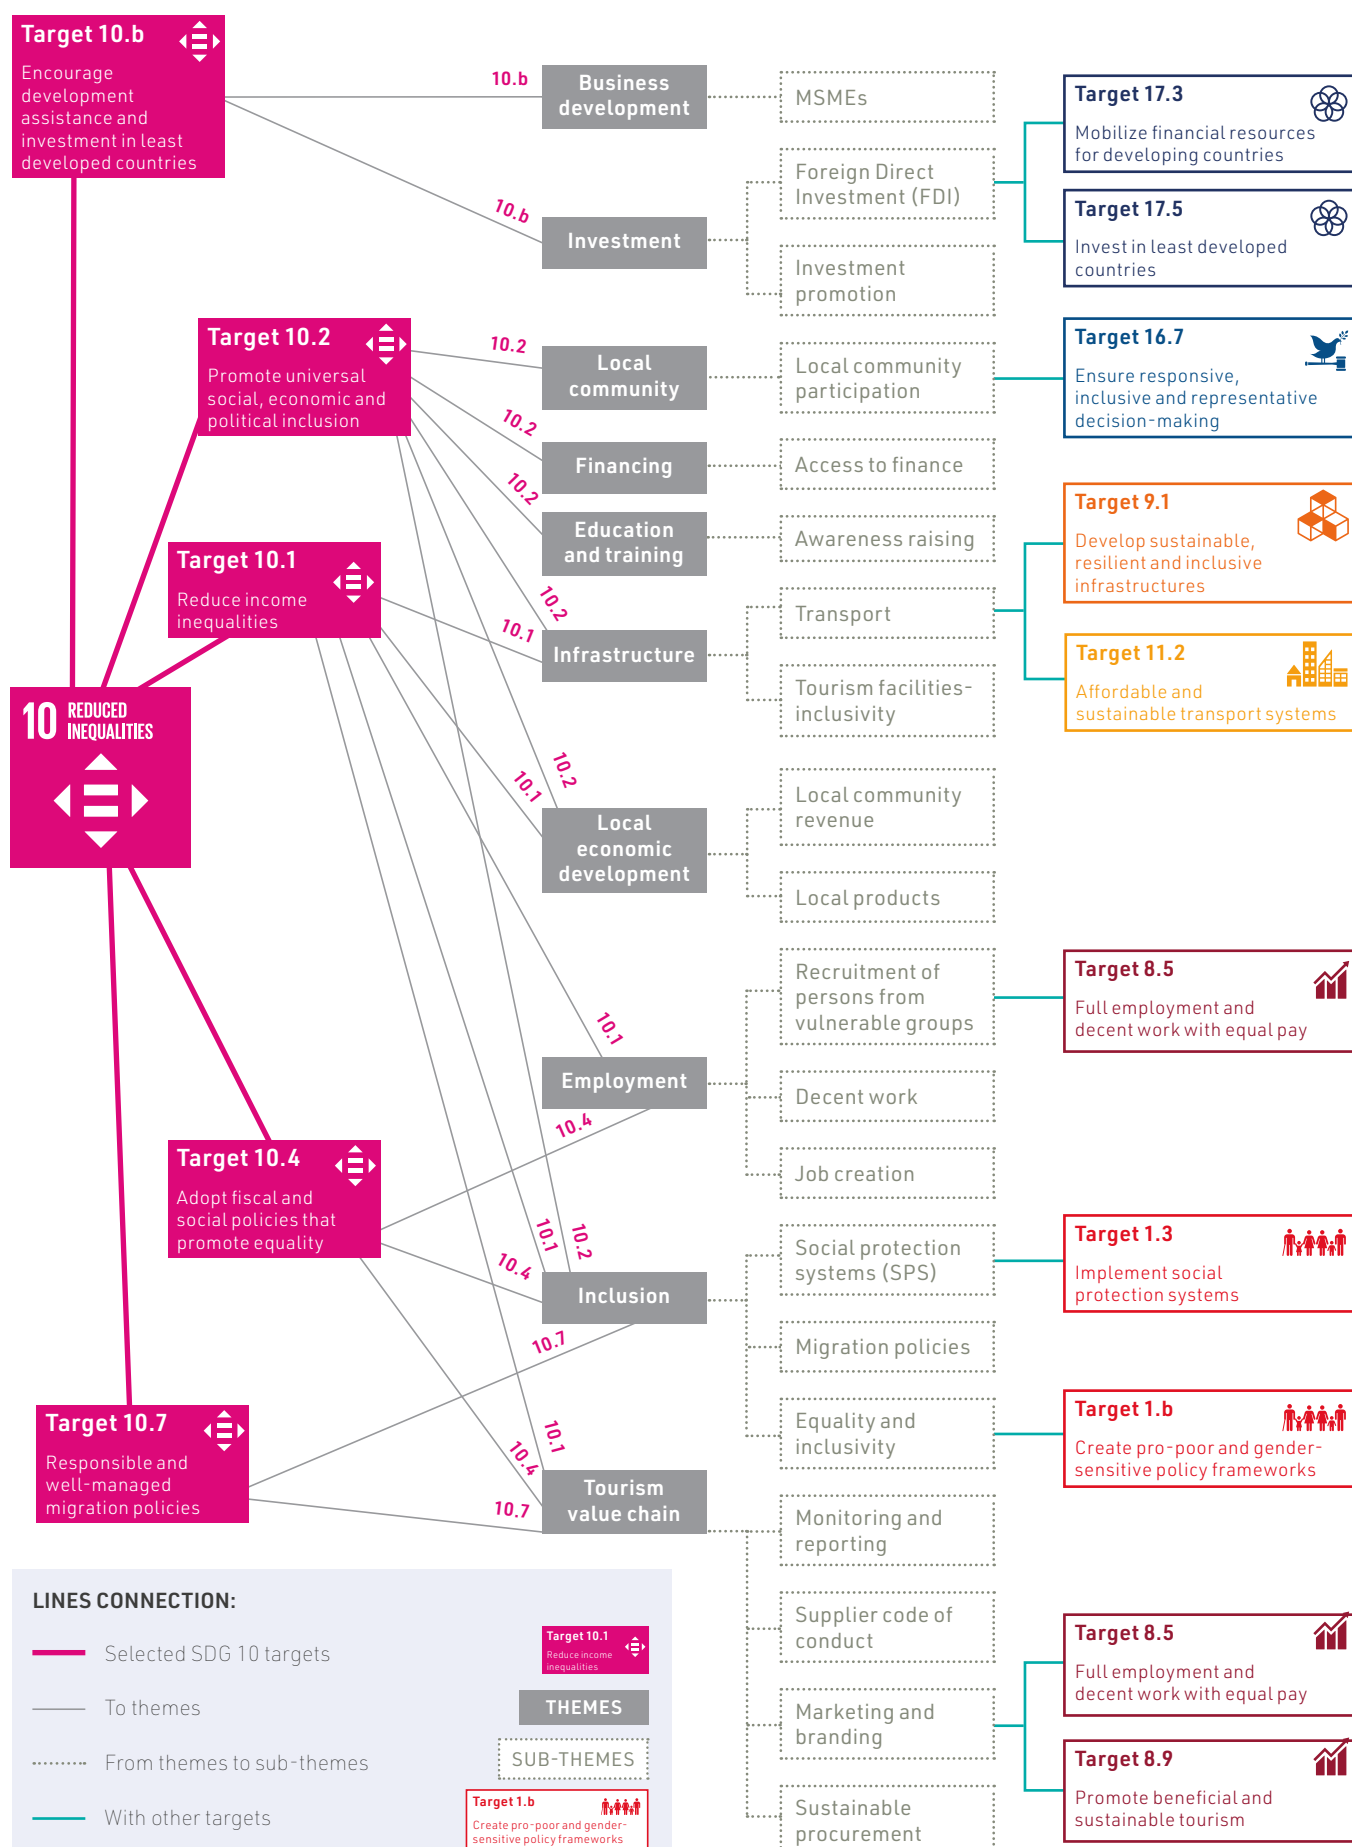 Target 10.b
Encourage
development
assistance and
investment in least
developed countries
10.b
Business
development
MSMEs
Target 17.3
Mobilize financial resources
for developing countries
10.b
Investment
Foreign Direct
Investment (FDI)
Investment
promotion
Target 17.5
Invest in least developed
countries
Target 10.2
Promote universal
social, economic and
political inclusion
10.2
Local
community
Local community
participation
Target 16.7
Ensure responsive,
inclusive and representative
decision-making
10.2
Financing
Access to finance
10.2
Education
and training
Awareness raising
Target 9.1
Develop sustainable,
resilient and inclusive
infrastructures
Target 10.1
Reduce income
inequalities
10.2
10.1
Infrastructure
Transport
Tourism facilities-
inclusivity
Target 11.2
Affordable and
sustainable transport systems
10 REDUCED
INEQUALITIES
10.2
10.1
Local
economic
development
Local community
revenue
Local products
10.1
Employment
10.4
Recruitment of
persons from
vulnerable groups
Decent work
Job creation
Target 8.5
Full employment and
decent work with equal pay
Target 10.4
Adopt fiscal and
social policies that
promote equality
10.1
10.2
10.4
Inclusion
10.7
Social protection
systems (SPS)
Migration policies
Equality and
inclusivity
Target 1.3
Implement social
protection systems
Target 1.b
Create pro-poor and gender-
sensitive policy frameworks
Target 10.7
Responsible and
well-managed
migration policies
10.1
10.4
10.7
Tourism
value chain
Monitoring and
reporting
Supplier code of
conduct
Marketing and
branding
Sustainable
procurement
Target 8.5
Full employment and
decent work with equal pay
Target 8.9
Promote beneficial and
sustainable tourism
LINES CONNECTION:
Selected SDG 10 targets
Target 10.1
Reduce income
inequalities
To themes
THEMES
From themes to sub-themes
SUB-THEMES
With other targets
Target 1.b
Create pro-poor and gender-
sensitive policy frameworks